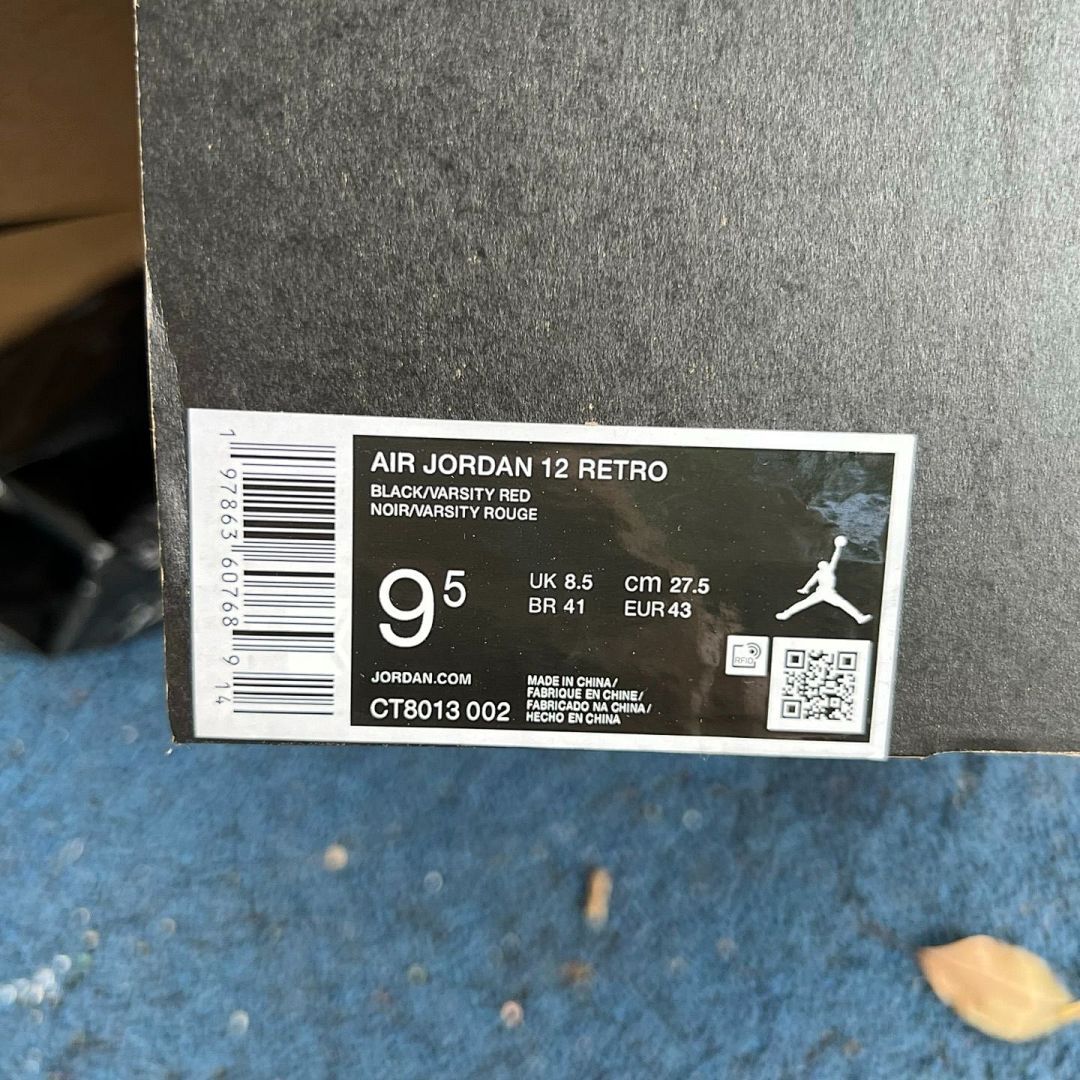 1 97863 60768 9 14
AIR JORDAN 12 RETRO
BLACK/VARSITY RED
NOIR/VARSITY ROUGE
9⁵
UK 8.5 cm 27.5
BR 41 EUR 43
RFID
JORDAN.COM
CT8013 002
MADE IN CHINA/
FABRIQUE EN CHINE/
FABRICADO NA CHINA/
HECHO EN CHINA